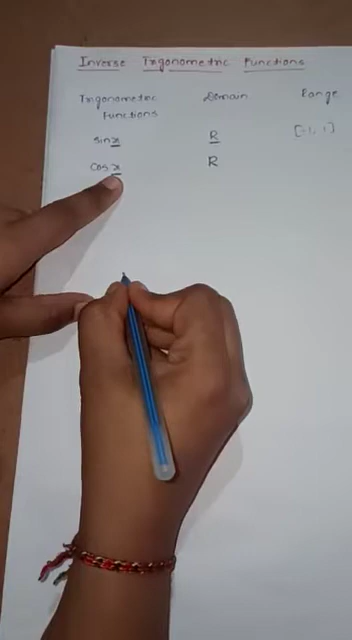 Inverse Trigonometric Functions
Trigonometric Functions Domain Range
sin x R [-1, 1]
cos x R